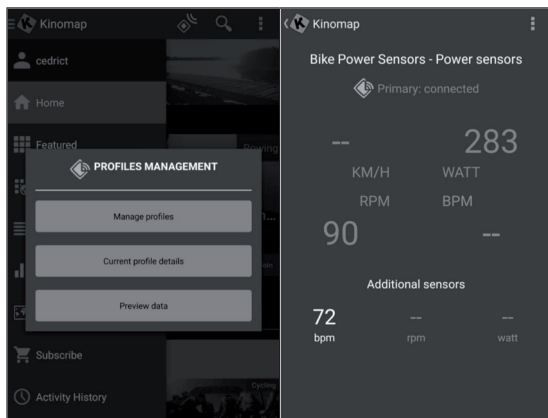 Kinomap
cedrict
Home
Featured
Rowing
PROFILES MANAGEMENT
Manage profiles
Current profile details
Preview data
Subscribe
Activity History
Cycling
Kinomap
Bike Power Sensors - Power sensors
Primary: connected
-- 283
KM/H WATT
RPM BPM
90 --
Additional sensors
72 -- --
bpm rpm watt